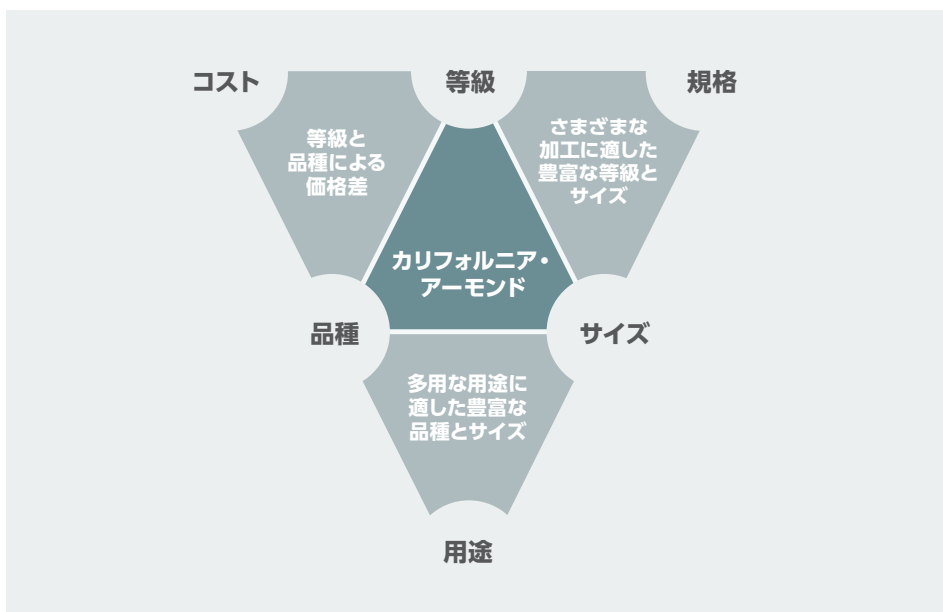 コスト
等級
規格
等級と
品種による
価格差
さまざまな
加工に適した
豊富な等級と
サイズ
カリフォルニア・
アーモンド
品種
サイズ
多用な用途に
適した豊富な
品種とサイズ
用途